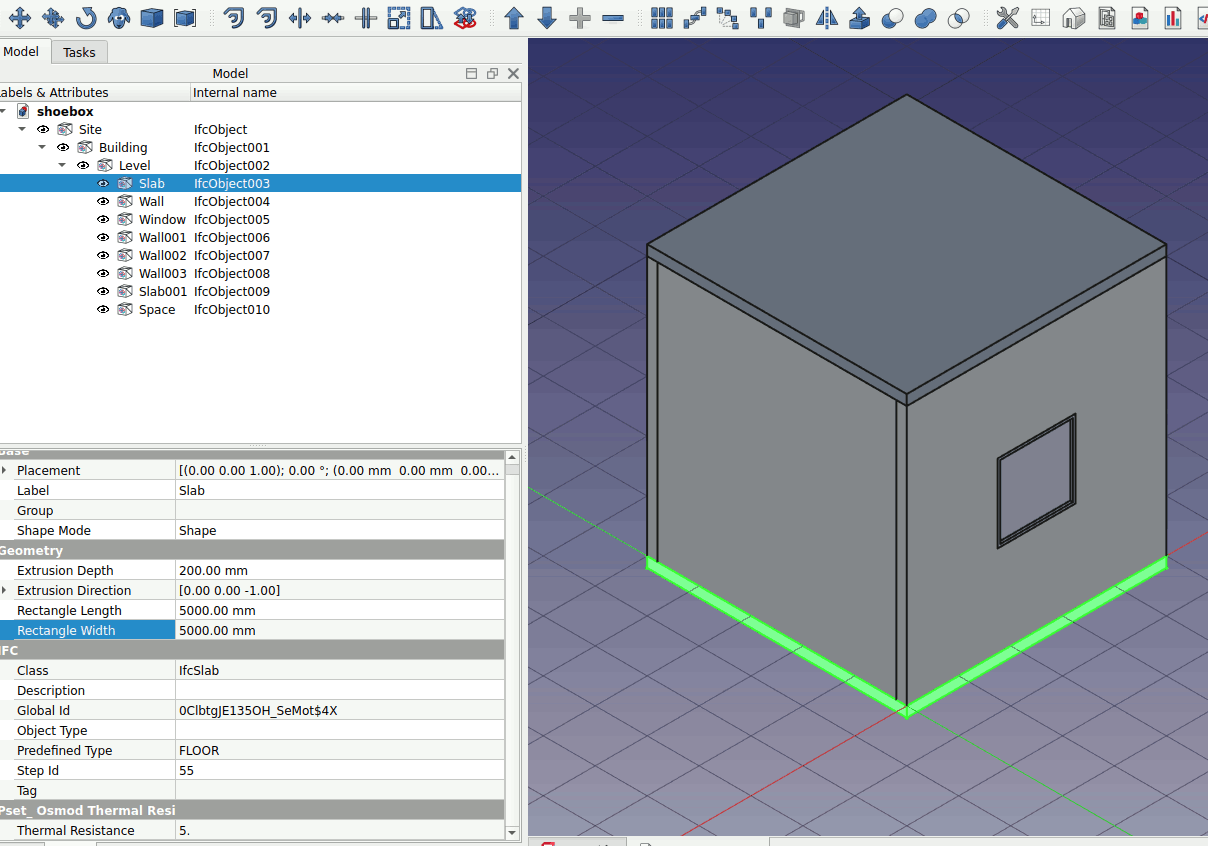 Model Tasks
Model
Labels & Attributes Internal name
shoebox
Site IfcObject
Building IfcObject001
Level IfcObject002
Slab IfcObject003
Wall IfcObject004
Window IfcObject005
Wall001 IfcObject006
Wall002 IfcObject007
Wall003 IfcObject008
Slab001 IfcObject009
Space IfcObject010
Base
Placement [(0.00 0.00 1.00); 0.00 °; (0.00 mm 0.00 mm 0.00...
Label Slab
Group
Shape Mode Shape
Geometry
Extrusion Depth 200.00 mm
Extrusion Direction [0.00 0.00 -1.00]
Rectangle Length 5000.00 mm
Rectangle Width 5000.00 mm
IFC
Class IfcSlab
Description
Global Id 0ClbtgJE135OH_SeMot$4X
Object Type
Predefined Type FLOOR
Step Id 55
Tag
Pset_ Osmod Thermal Resi
Thermal Resistance 5.